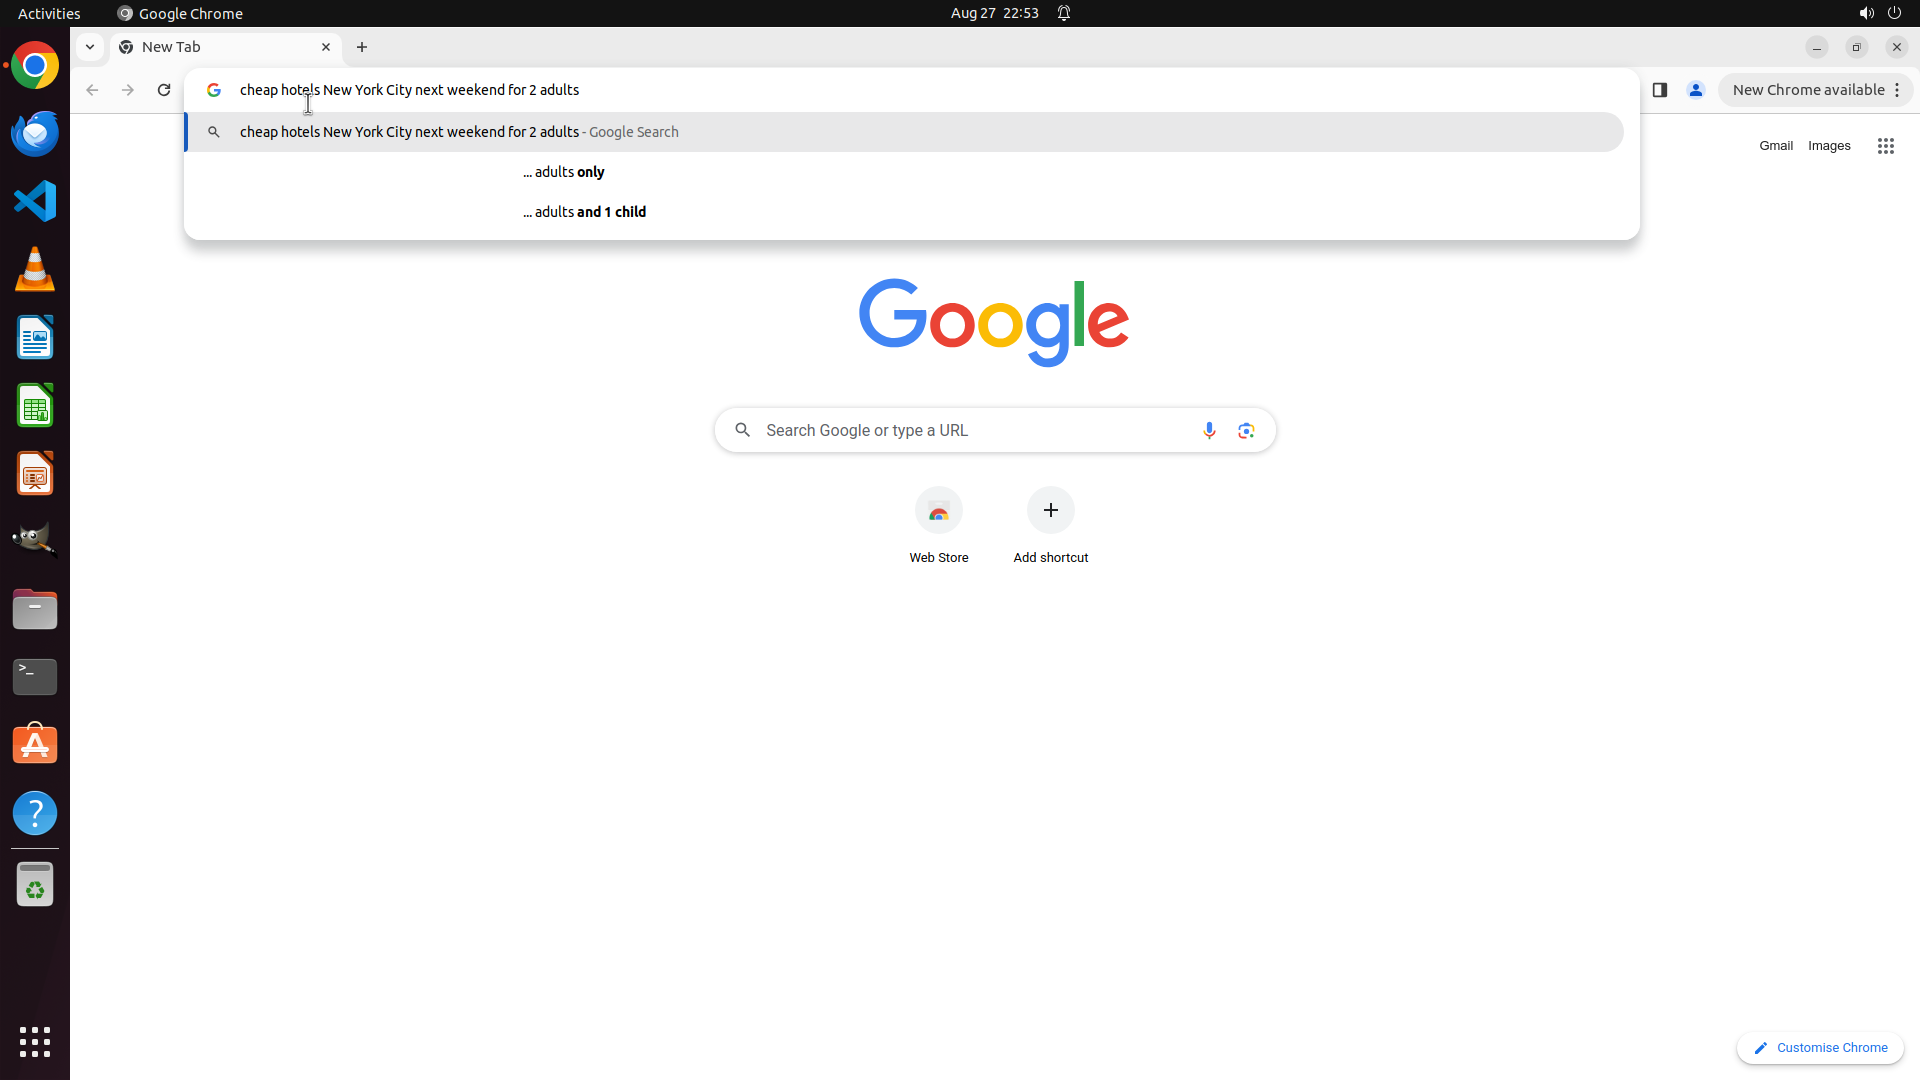 Activities
Google Chrome
Aug 27 22:53
New Tab
cheap hotels New York City next weekend for 2 adults
New Chrome available
cheap hotels New York City next weekend for 2 adults - Google Search
... adults only
... adults and 1 child
Gmail
Images
Google
Search Google or type a URL
Web Store
Add shortcut
Customise Chrome